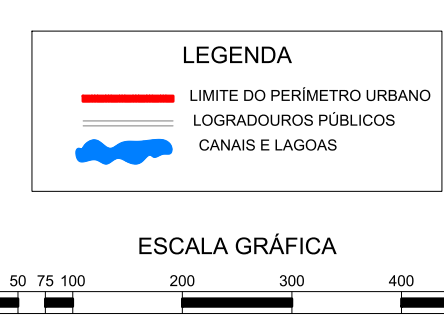 LEGENDA
LIMITE DO PERÍMETRO URBANO
LOGRADOUROS PÚBLICOS
CANAIS E LAGOAS
ESCALA GRÁFICA
50 75 100 200 300 400